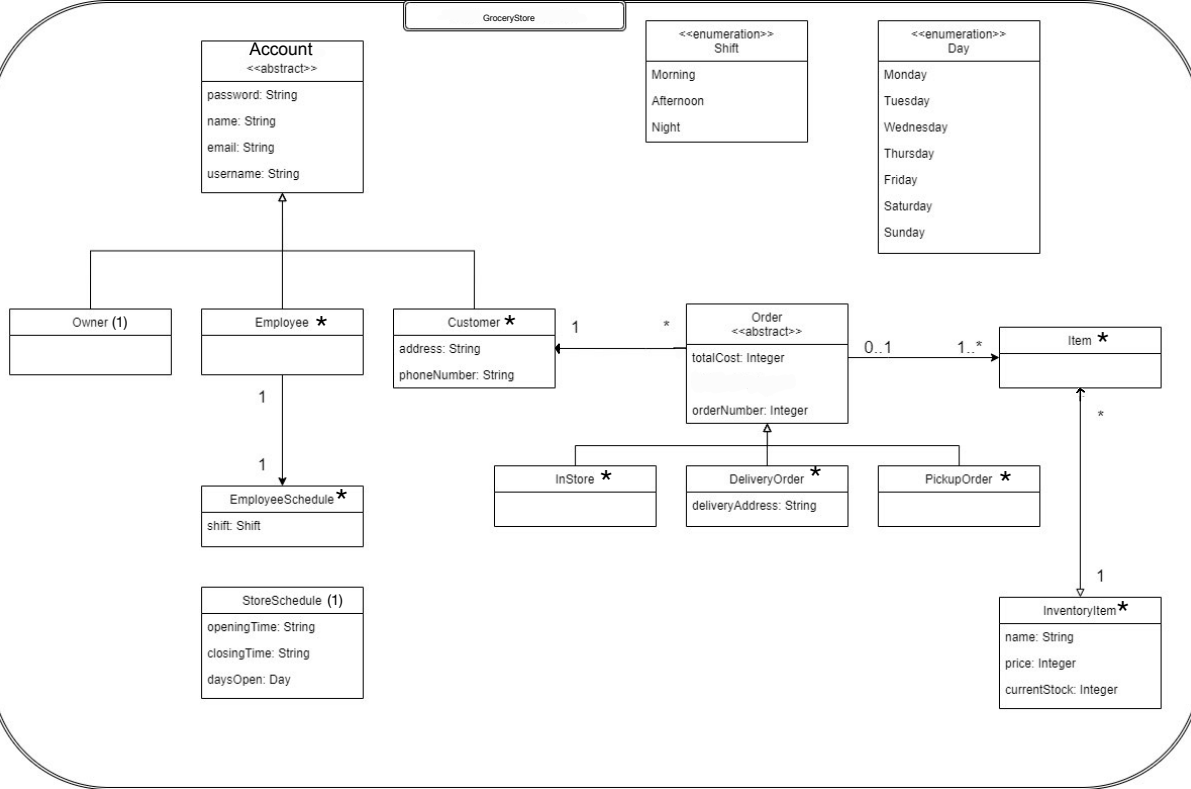 GroceryStore
Account
<<abstract>>
password: String
name: String
email: String
username: String
<<enumeration>>
Shift
Morning
Afternoon
Night
<<enumeration>>
Day
Monday
Tuesday
Wednesday
Thursday
Friday
Saturday
Sunday
Owner (1)
Employee *
Customer *
address: String
phoneNumber: String
1
*
Order
<<abstract>>
totalCost: Integer
orderNumber: Integer
0..1
1..*
Item *
1
1
EmployeeSchedule *
shift: Shift
InStore *
DeliveryOrder *
deliveryAddress: String
PickupOrder *
*
1
StoreSchedule (1)
openingTime: String
closingTime: String
daysOpen: Day
InventoryItem *
name: String
price: Integer
currentStock: Integer